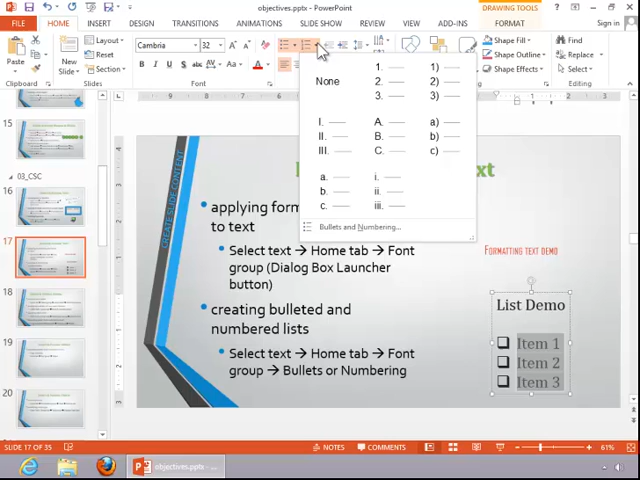 objectives.pptx - PowerPoint
DRAWING TOOLS
FILE HOME INSERT DESIGN TRANSITIONS ANIMATIONS SLIDE SHOW REVIEW VIEW ADD-INS FORMAT Sign in
Paste
New Slide
Layout
Reset
Section
Cambria 32
Shape Fill
Shape Outline
Shape Effects
Find
Replace
Select
Clipboard Slides Font Editing
None
1. 2. 3.
1) 2) 3)
I. II. III.
A. B. C.
a) b) c)
a. b. c.
i. ii. iii.
Bullets and Numbering...
15
03_CSC
16
17
18
19
20
CREATE SLIDE CONTENT
applying form
to text
Select text → Home tab → Font
group (Dialog Box Launcher
button)
creating bulleted and
numbered lists
Select text → Home tab → Font
group → Bullets or Numbering
Formatting text demo
List Demo
Item 1
Item 2
Item 3
SLIDE 17 OF 35 NOTES COMMENTS 61%
objectives.pptx - ...